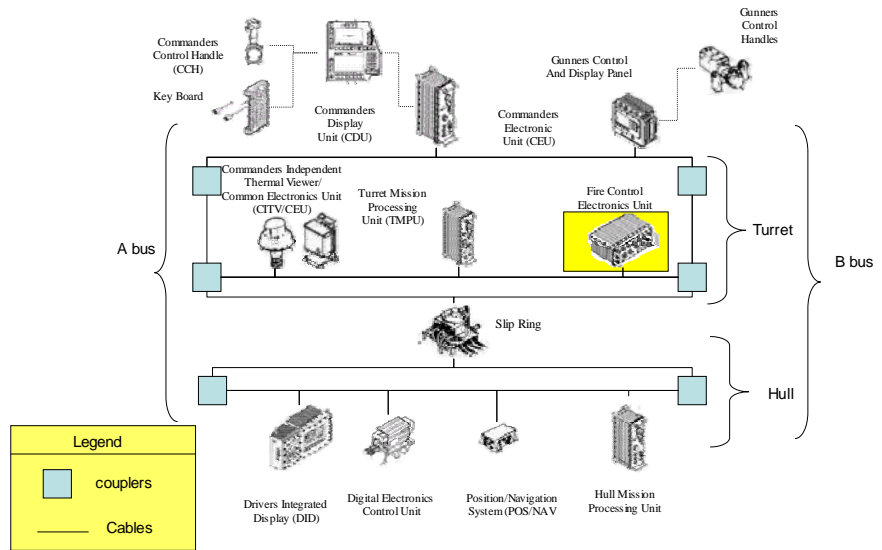 Commanders
Control Handle
(CCH)
Key Board
Commanders
Display
Unit (CDU)
Gunners Control
And Display Panel
Commanders
Electronic
Unit (CEU)
Gunners
Control
Handles
Commanders Independent
Thermal Viewer/
Common Electronics Unit
(CITV/CEU)
Turret Mission
Processing
Unit (TMPU)
Fire Control
Electronics Unit
Turret
A bus
B bus
Slip Ring
Hull
Drivers Integrated
Display (DID)
Digital Electronics
Control Unit
Position/Navigation
System (POS/NAV
Hull Mission
Processing Unit
Legend
couplers
Cables